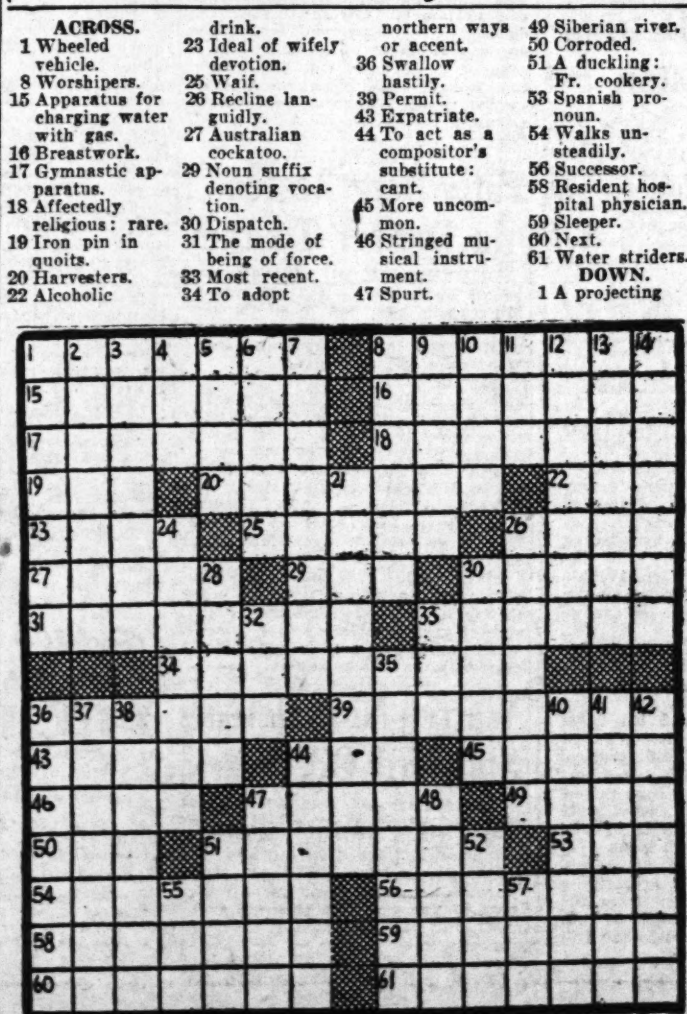 ACROSS.
1 Wheeled
vehicle.
8 Worshipers.
15 Apparatus for
charging water
with gas.
16 Breastwork.
17 Gymnastic ap-
paratus.
18 Affectedly
religious: rare.
19 Iron pin in
quoits.
20 Harvesters.
22 Alcoholic
drink.
23 Ideal of wifely
devotion.
25 Waif.
26 Recline lan-
guidly.
27 Australian
cockatoo.
29 Noun suffix
denoting voca-
tion.
30 Dispatch.
31 The mode of
being of force.
33 Most recent.
34 To adopt
northern ways
or accent.
36 Swallow
hastily.
39 Permit.
43 Expatriate.
44 To act as a
compositor's
substitute:
cant.
45 More uncom-
mon.
46 Stringed mu-
sical instru-
ment.
47 Spurt.
49 Siberian river.
50 Corroded.
51 A duckling:
Fr. cookery.
53 Spanish pro-
noun.
54 Walks un-
steadily.
56 Successor.
58 Resident hos-
pital physician.
59 Sleeper.
60 Next.
61 Water striders.
DOWN.
1 A projecting
1 2 3 4 5 6 7 8 9 10 11 12 13 14
15 16
17 18
19 20 21 22
23 24 25 26
27 28 29 30
31 32 33
34 35
36 37 38 39 40 41 42
43 44 45
46 47 48 49
50 51 52 53
54 55 56 57
58 59
60 61